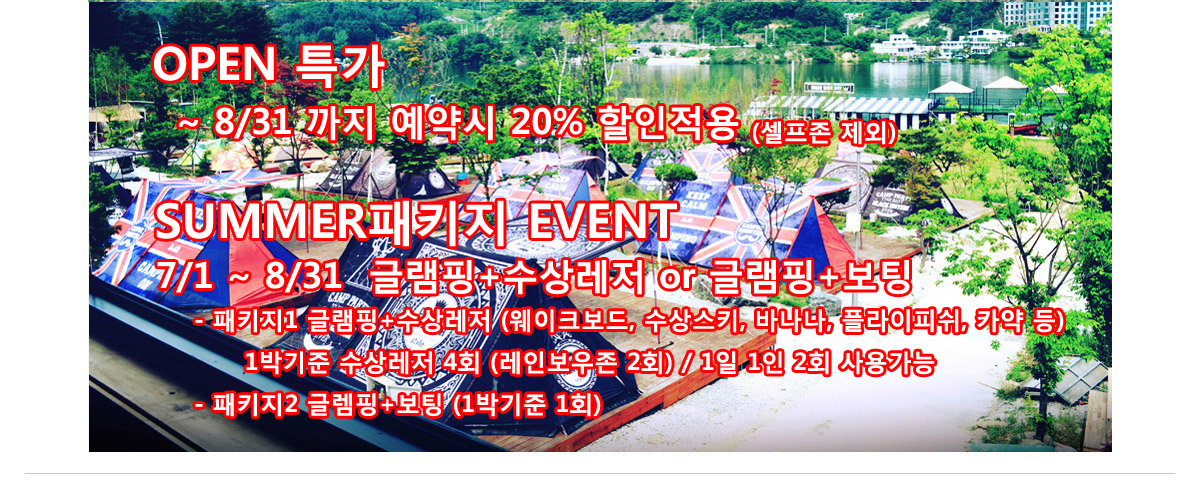 OPEN 특가
~ 8/31 까지 예약시 20% 할인적용 (셀프존 제외)
SUMMER패키지 EVENT
7/1 ~ 8/31 글램핑+수상레저 or 글램핑+보팅
- 패키지1 글램핑+수상레저 (웨이크보드, 수상스키, 바나나, 플라이피쉬, 카약 등)
1박기준 수상레저 4회 (레인보우존 2회) / 1일 1인 2회 사용가능
- 패키지2 글렘핑+보팅 (1박기준 1회)
KEEP
CALM